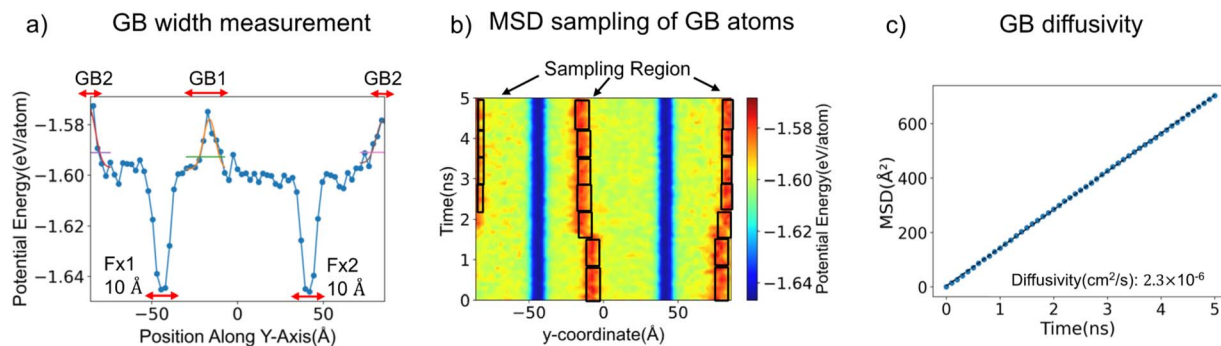 a) GB width measurement
GB2
GB1
GB2
−1.58
−1.60
−1.62
−1.64
Potential Energy(eV/atom)
Fx1
10 Å
Fx2
10 Å
−50
0
50
Position Along Y-Axis(Å)
b) MSD sampling of GB atoms
Sampling Region
5
4
3
2
1
0
Time(ns)
−50
0
50
y-coordinate(Å)
−1.58
−1.60
−1.62
−1.64
Potential Energy(eV/atom)
c) GB diffusivity
600
400
200
0
MSD(Å²)
Diffusivity(cm²/s): 2.3×10⁻⁶
0
1
2
3
4
5
Time(ns)